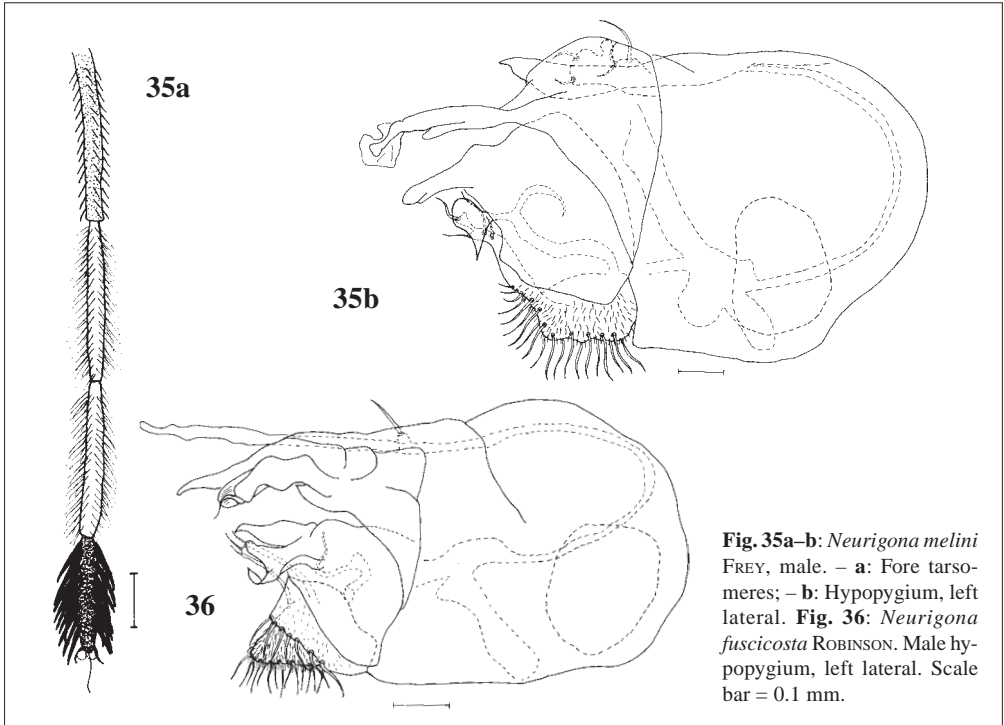 35a
35b
36
Fig. 35a–b: Neurigona melini
FREY, male. – a: Fore tarso-
meres; – b: Hypopygium, left
lateral. Fig. 36: Neurigona
fuscicosta ROBINSON. Male hy-
popygium, left lateral. Scale
bar = 0.1 mm.